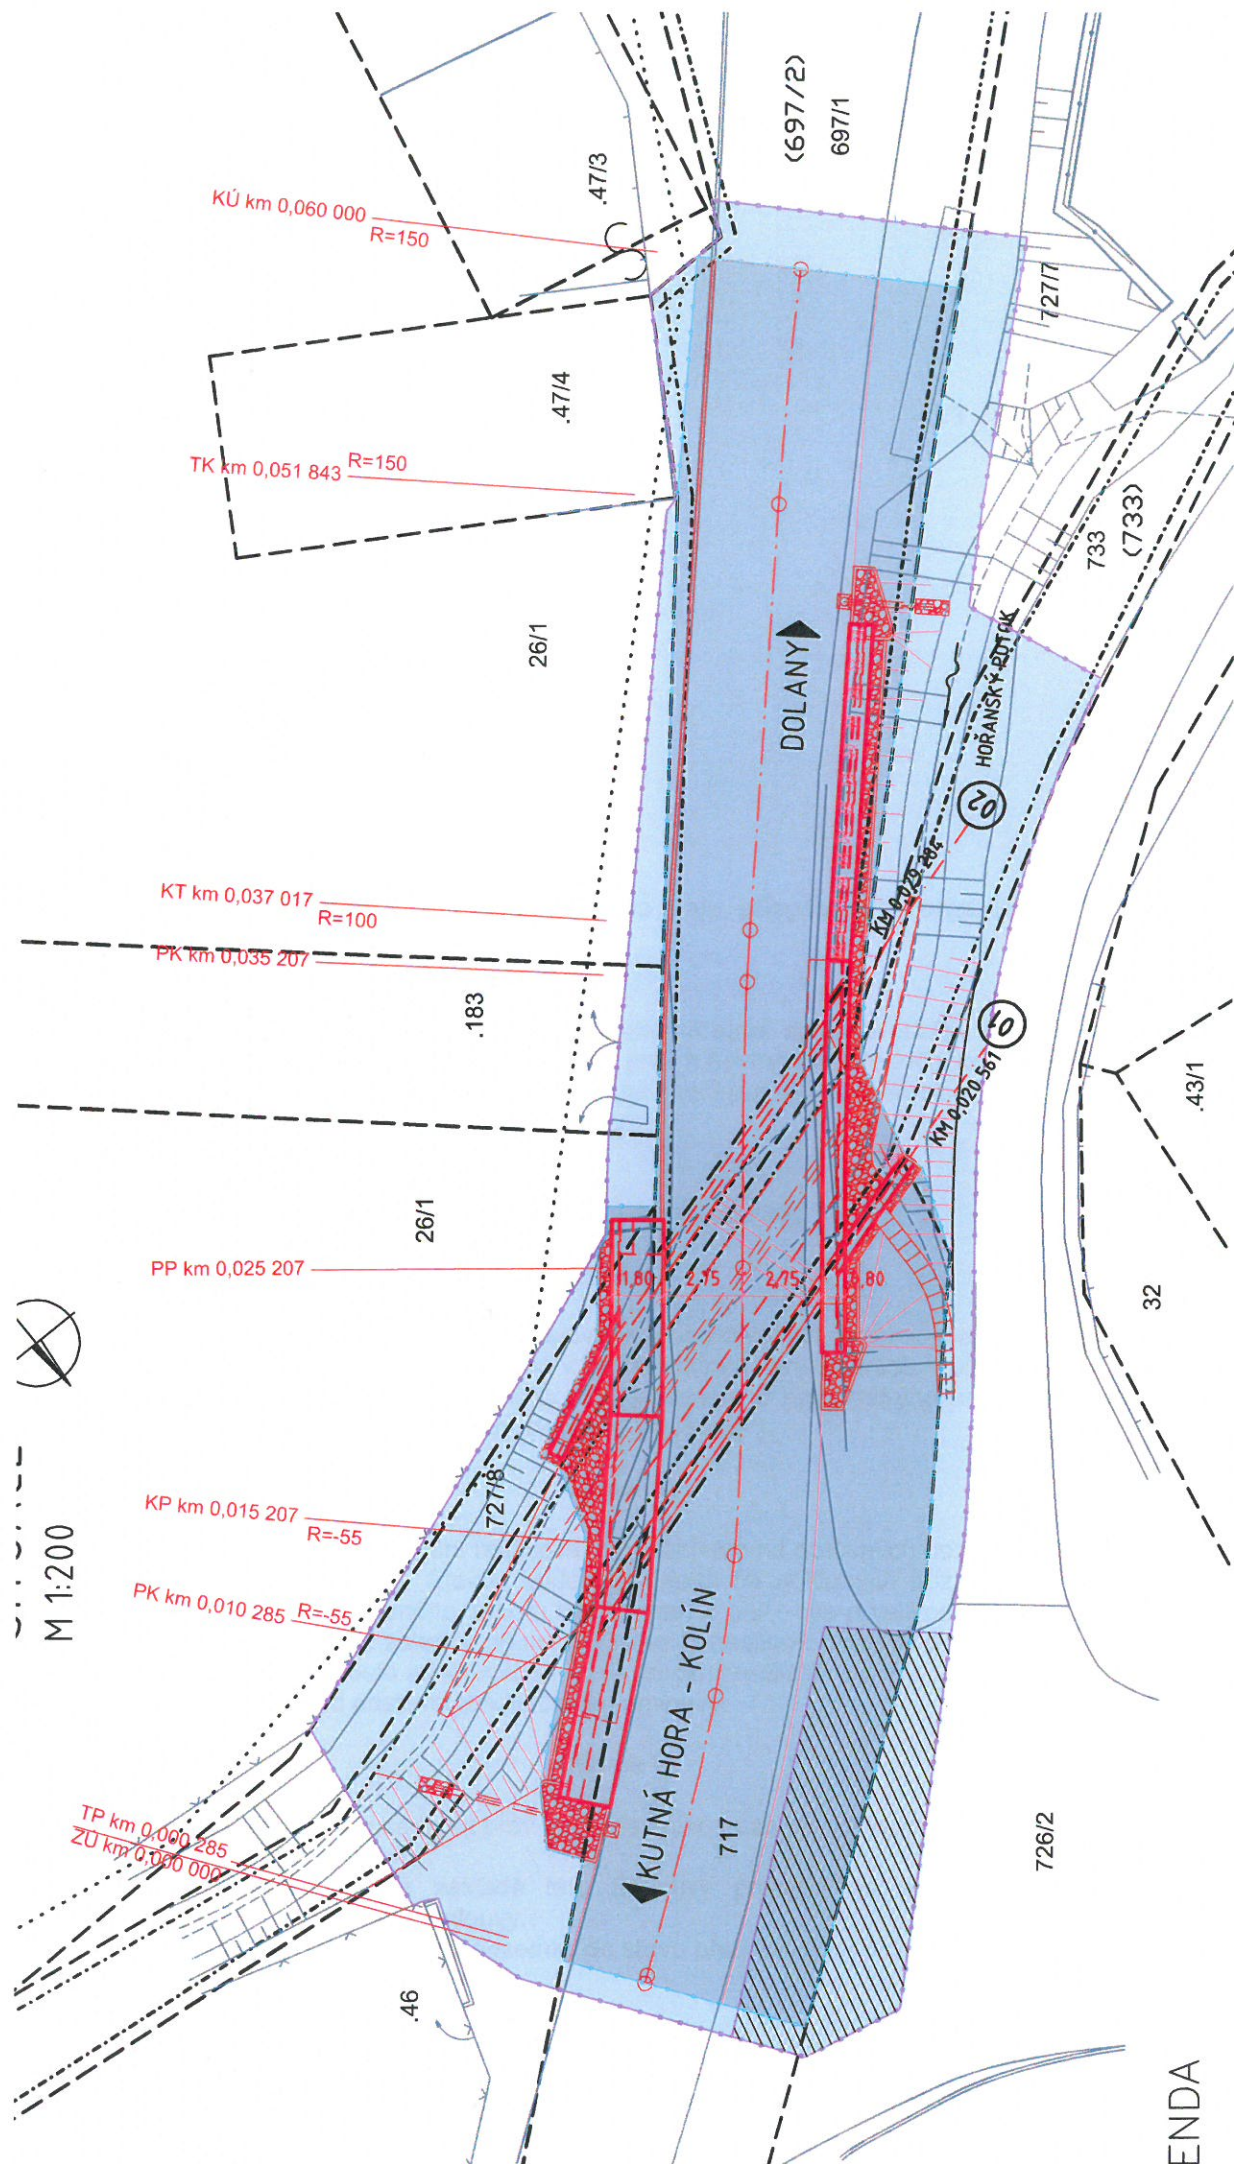 (697/2)
697/1
.47/3
KÚ km 0,060 000
R=150
727/7
.47/4
TK km 0,051 843
R=150
733
(733)
26/1
DOLANY
HOŘANSKÝ POTOK
02
KM 0,029 284
KT km 0,037 017
R=100
PK km 0,035 207
.183
01
KM 0,020 561
.43/1
26/1
PP km 0,025 207
1,80
2,75
2,75
0,80
32
M 1:200
727/8
KP km 0,015 207
R=-55
PK km 0,010 285
R=-55
KUTNÁ HORA - KOLÍN
717
726/2
TP km 0,000 285
ZÚ km 0,000 000
.46
ENDA